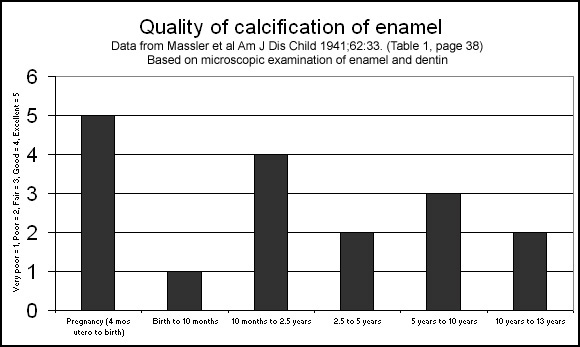 Quality of calcification of enamel
Data from Massler et al Am J Dis Child 1941;62:33. (Table 1, page 38)
Based on microscopic examination of enamel and dentin
Very poor = 1, Poor = 2, Fair = 3, Good = 4, Excellent = 5
6
5
4
3
2
1
0
Pregnancy (4 mos
utero to birth)
Birth to 10 months
10 months to 2.5 years
2.5 to 5 years
5 years to 10 years
10 years to 13 years